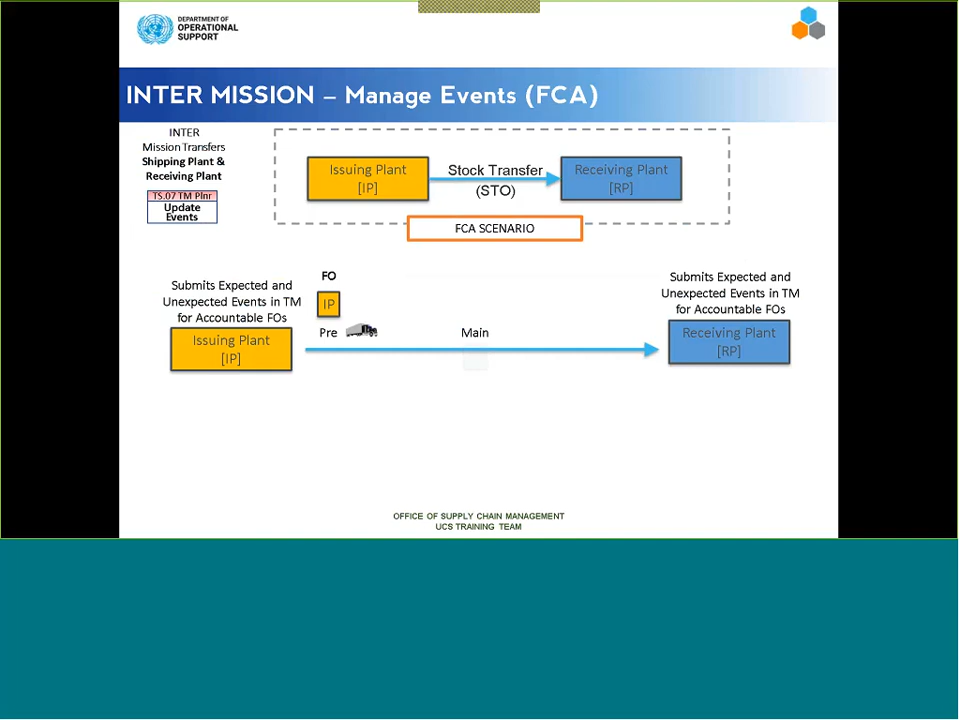 DEPARTMENT OF
OPERATIONAL
SUPPORT
INTER MISSION – Manage Events (FCA)
INTER
Mission Transfers
Shipping Plant &
Receiving Plant
TS.07 TM Plnr
Update
Events
Issuing Plant
[IP]
Stock Transfer
(STO)
Receiving Plant
[RP]
FCA SCENARIO
Submits Expected and
Unexpected Events in TM
for Accountable FOs
Issuing Plant
[IP]
FO
IP
Pre
Main
Submits Expected and
Unexpected Events in TM
for Accountable FOs
Receiving Plant
[RP]
OFFICE OF SUPPLY CHAIN MANAGEMENT
UCS TRAINING TEAM